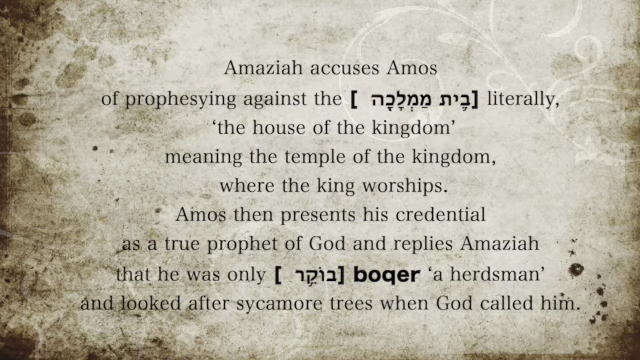 Amaziah accuses Amos
of prophesying against the [ בֵ֥ית מַמְלָכָ֖ה] literally,
‘the house of the kingdom’
meaning the temple of the kingdom,
where the king worships.
Amos then presents his credential
as a true prophet of God and replies Amaziah
that he was only [ בוֹקֵ֥ר] boqer ‘a herdsman’
and looked after sycamore trees when God called him.